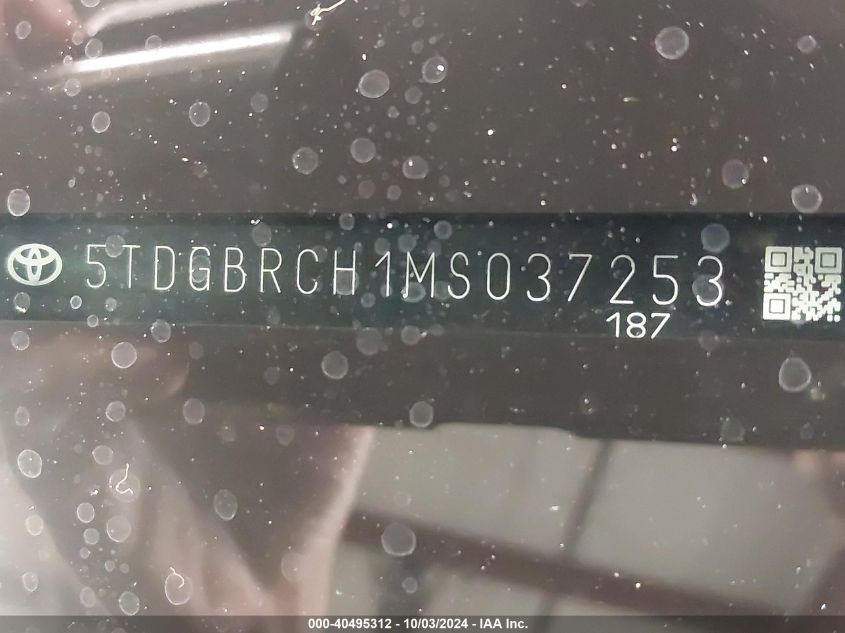 5TDGBRCH1MS037253
187
000-40495312 - 10/03/2024 - IAA Inc.